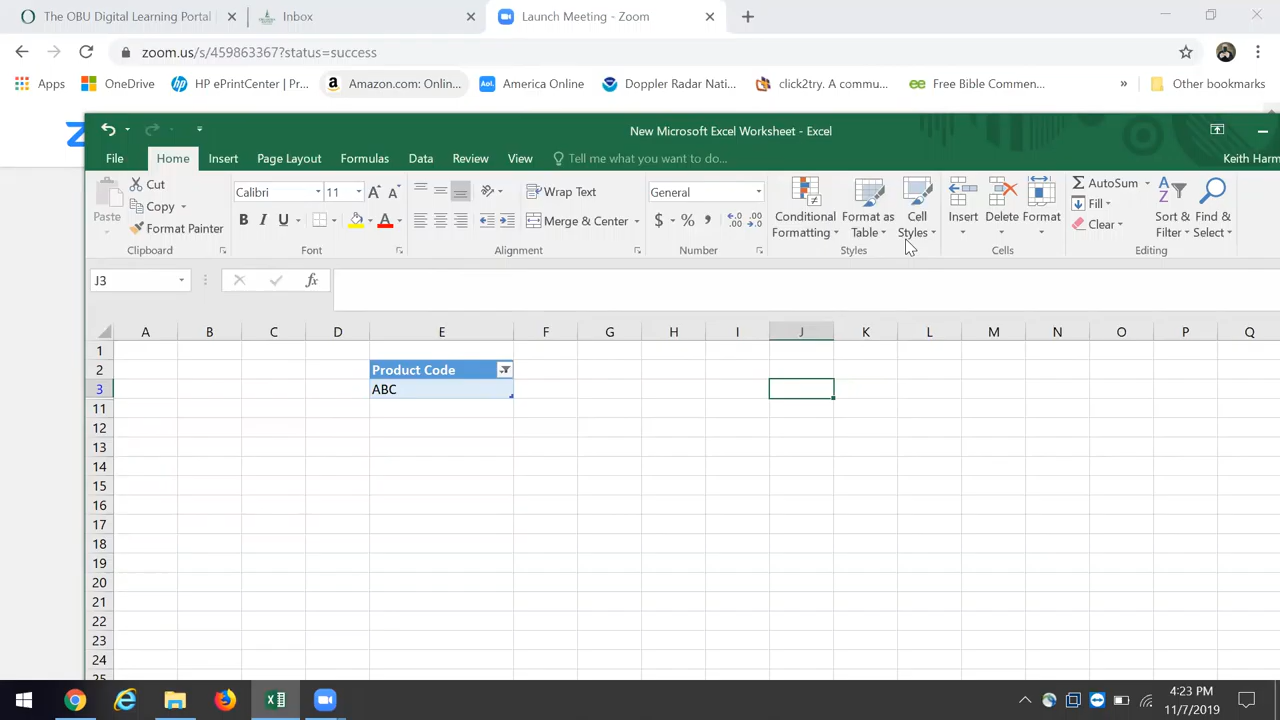 The OBU Digital Learning Portal
Inbox
Launch Meeting - Zoom
zoom.us/s/459863367?status=success
Apps
OneDrive
HP ePrintCenter | Pr...
Amazon.com: Onlin...
America Online
Doppler Radar Nati...
click2try. A commu...
Free Bible Commen...
»
Other bookmarks
New Microsoft Excel Worksheet - Excel
File
Home
Insert
Page Layout
Formulas
Data
Review
View
Tell me what you want to do...
Keith Harm
Paste
Cut
Copy
Format Painter
Clipboard
Calibri
11
B I U
Font
Wrap Text
Merge & Center
Alignment
General
$ % ,
Number
Conditional
Formatting
Format as
Table
Cell
Styles
Styles
Insert
Delete
Format
Cells
AutoSum
Fill
Clear
Sort &
Filter
Find &
Select
Editing
J3
fx
A B C D E F G H I J K L M N O P Q
1
2 Product Code
3 ABC
11
12
13
14
15
16
17
18
19
20
21
22
23
24
25
4:23 PM
11/7/2019